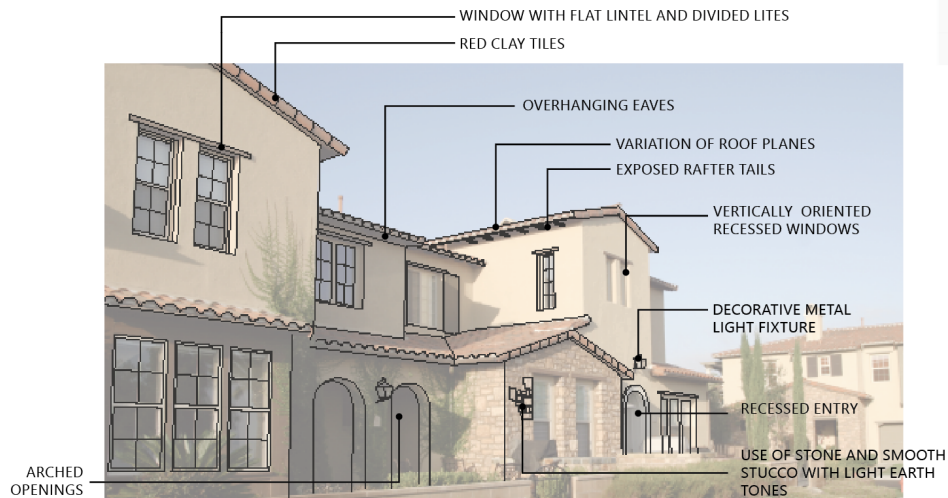 WINDOW WITH FLAT LINTEL AND DIVIDED LITES
RED CLAY TILES
OVERHANGING EAVES
VARIATION OF ROOF PLANES
EXPOSED RAFTER TAILS
VERTICALLY ORIENTED
RECESSED WINDOWS
DECORATIVE METAL
LIGHT FIXTURE
RECESSED ENTRY
USE OF STONE AND SMOOTH
STUCCO WITH LIGHT EARTH
TONES
ARCHED
OPENINGS